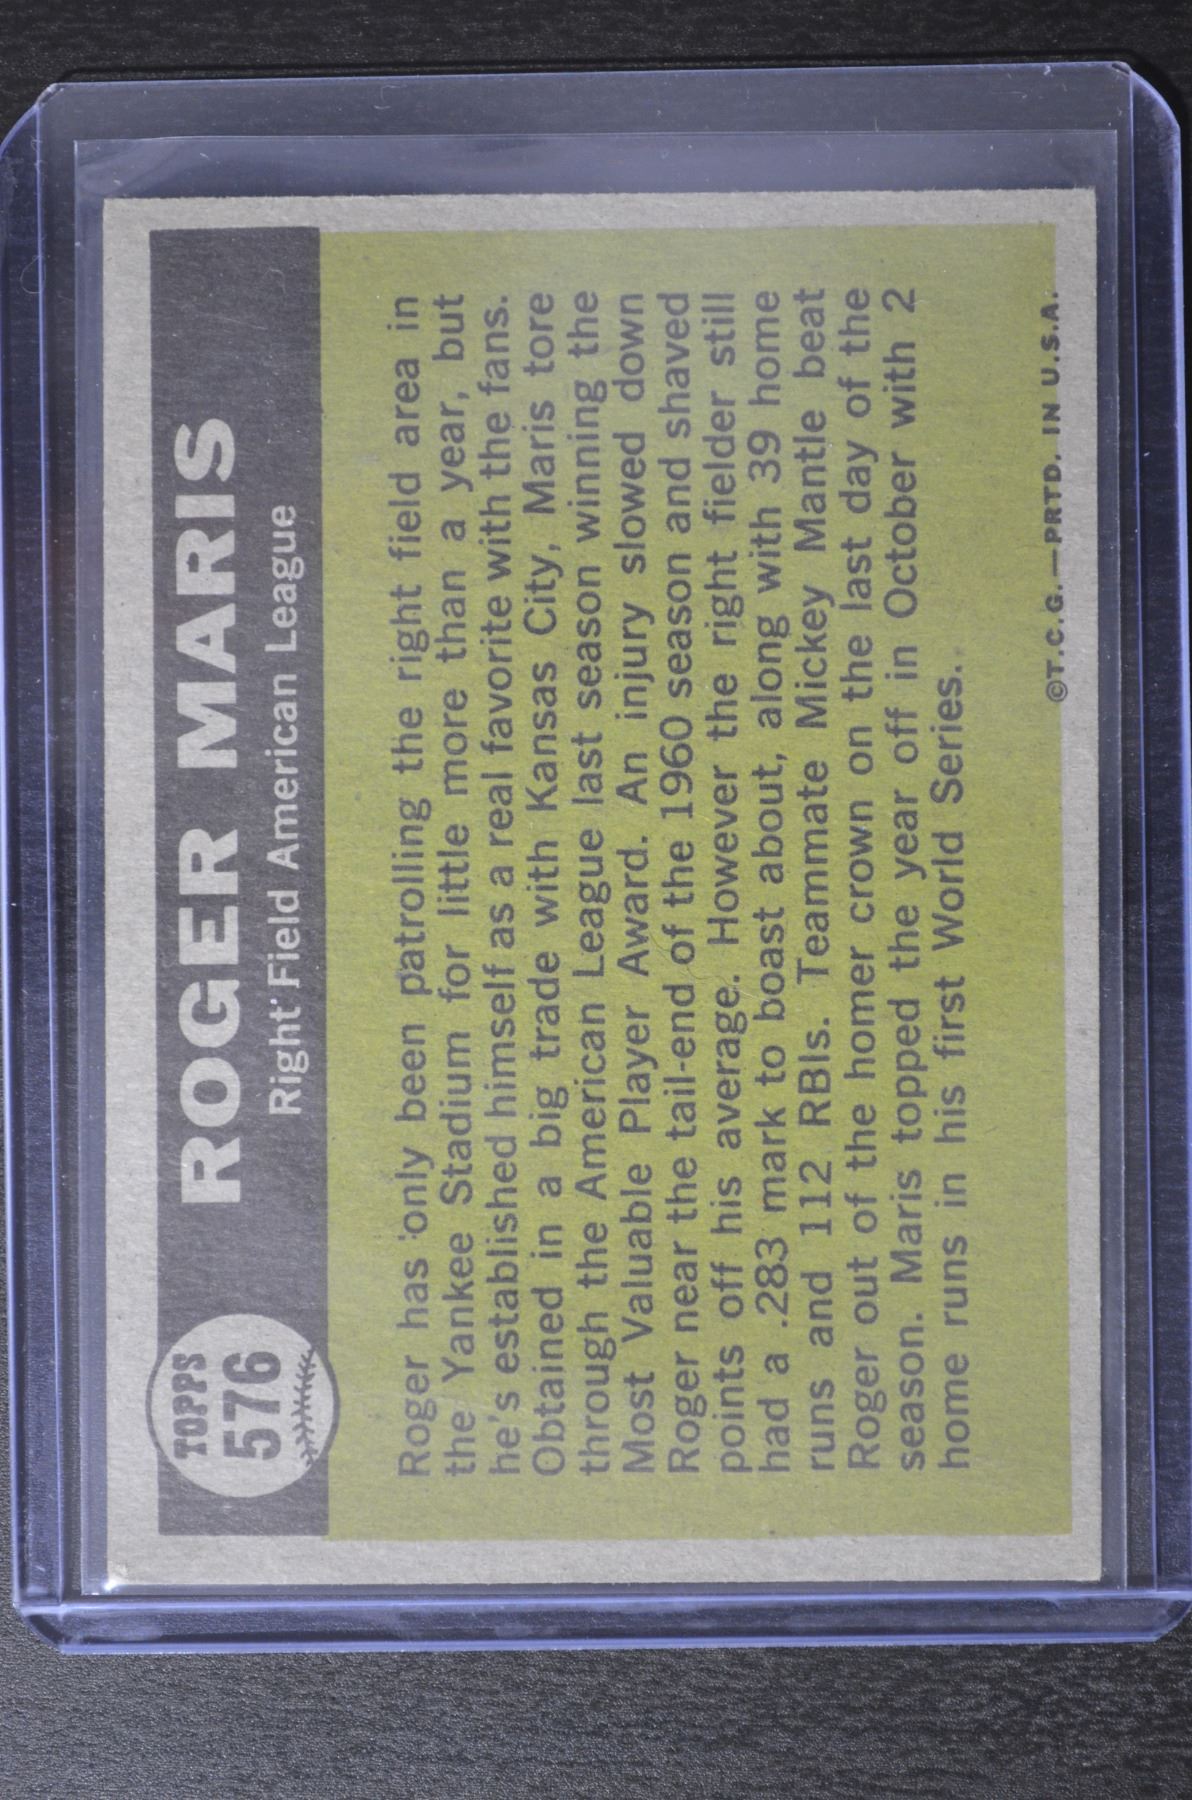 TOPPS
576
ROGER MARIS
Right Field American League
Roger has only been patrolling the right field area in
the Yankee Stadium for little more than a year, but
he's established himself as a real favorite with the fans.
Obtained in a big trade with Kansas City, Maris tore
through the American League last season winning the
Most Valuable Player Award. An injury slowed down
Roger near the tail-end of the 1960 season and shaved
points off his average. However the right fielder still
had a .283 mark to boast about, along with 39 home
runs and 112 RBIs. Teammate Mickey Mantle beat
Roger out of the homer crown on the last day of the
season. Maris topped the year off in October with 2
home runs in his first World Series.
©T.C.G.—PRTD. IN U.S.A.